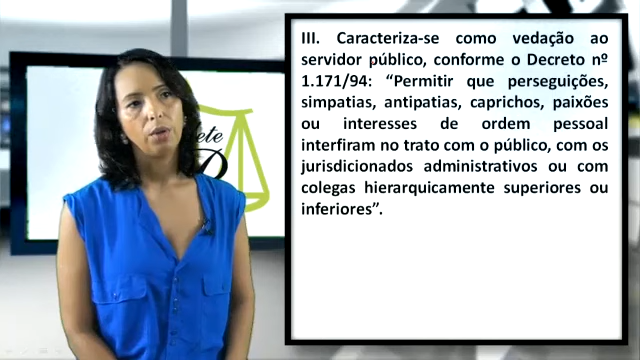 III. Caracteriza-se como vedação ao
servidor público, conforme o Decreto nº
1.171/94: “Permitir que perseguições,
simpatias, antipatias, caprichos, paixões
ou interesses de ordem pessoal
interfiram no trato com o público, com os
jurisdicionados administrativos ou com
colegas hierarquicamente superiores ou
inferiores”.